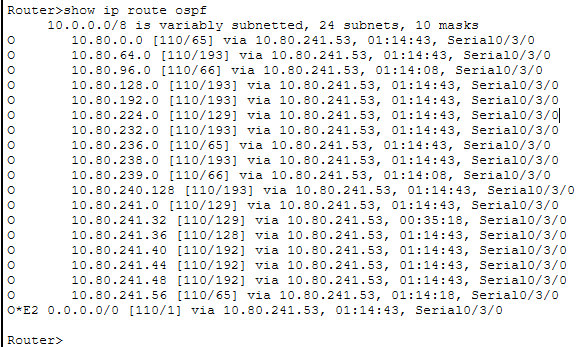 Router>show ip route ospf
     10.0.0.0/8 is variably subnetted, 24 subnets, 10 masks
O       10.80.0.0 [110/65] via 10.80.241.53, 01:14:43, Serial0/3/0
O       10.80.64.0 [110/193] via 10.80.241.53, 01:14:43, Serial0/3/0
O       10.80.96.0 [110/66] via 10.80.241.53, 01:14:08, Serial0/3/0
O       10.80.128.0 [110/193] via 10.80.241.53, 01:14:43, Serial0/3/0
O       10.80.192.0 [110/193] via 10.80.241.53, 01:14:43, Serial0/3/0
O       10.80.224.0 [110/129] via 10.80.241.53, 01:14:43, Serial0/3/0
O       10.80.232.0 [110/193] via 10.80.241.53, 01:14:43, Serial0/3/0
O       10.80.236.0 [110/65] via 10.80.241.53, 01:14:43, Serial0/3/0
O       10.80.238.0 [110/193] via 10.80.241.53, 01:14:43, Serial0/3/0
O       10.80.239.0 [110/66] via 10.80.241.53, 01:14:08, Serial0/3/0
O       10.80.240.128 [110/193] via 10.80.241.53, 01:14:43, Serial0/3/0
O       10.80.241.0 [110/129] via 10.80.241.53, 01:14:43, Serial0/3/0
O       10.80.241.32 [110/129] via 10.80.241.53, 00:35:18, Serial0/3/0
O       10.80.241.36 [110/128] via 10.80.241.53, 01:14:43, Serial0/3/0
O       10.80.241.40 [110/192] via 10.80.241.53, 01:14:43, Serial0/3/0
O       10.80.241.44 [110/192] via 10.80.241.53, 01:14:43, Serial0/3/0
O       10.80.241.48 [110/192] via 10.80.241.53, 01:14:43, Serial0/3/0
O       10.80.241.56 [110/65] via 10.80.241.53, 01:14:18, Serial0/3/0
O*E2 0.0.0.0/0 [110/1] via 10.80.241.53, 01:14:43, Serial0/3/0
Router>